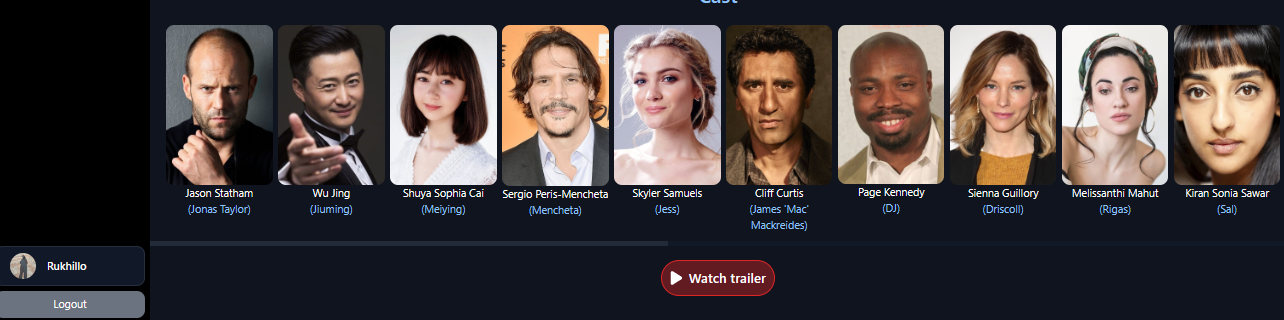 Cast
Jason Statham
(Jonas Taylor)
Wu Jing
(Jiuming)
Shuya Sophia Cai
(Meiying)
Sergio Peris-Mencheta
(Mencheta)
Skyler Samuels
(Jess)
Cliff Curtis
(James 'Mac'
Mackreides)
Page Kennedy
(DJ)
Sienna Guillory
(Driscoll)
Melissanthi Mahut
(Rigas)
Kiran Sonia Sawar
(Sal)
Rukhillo
Logout
Watch trailer